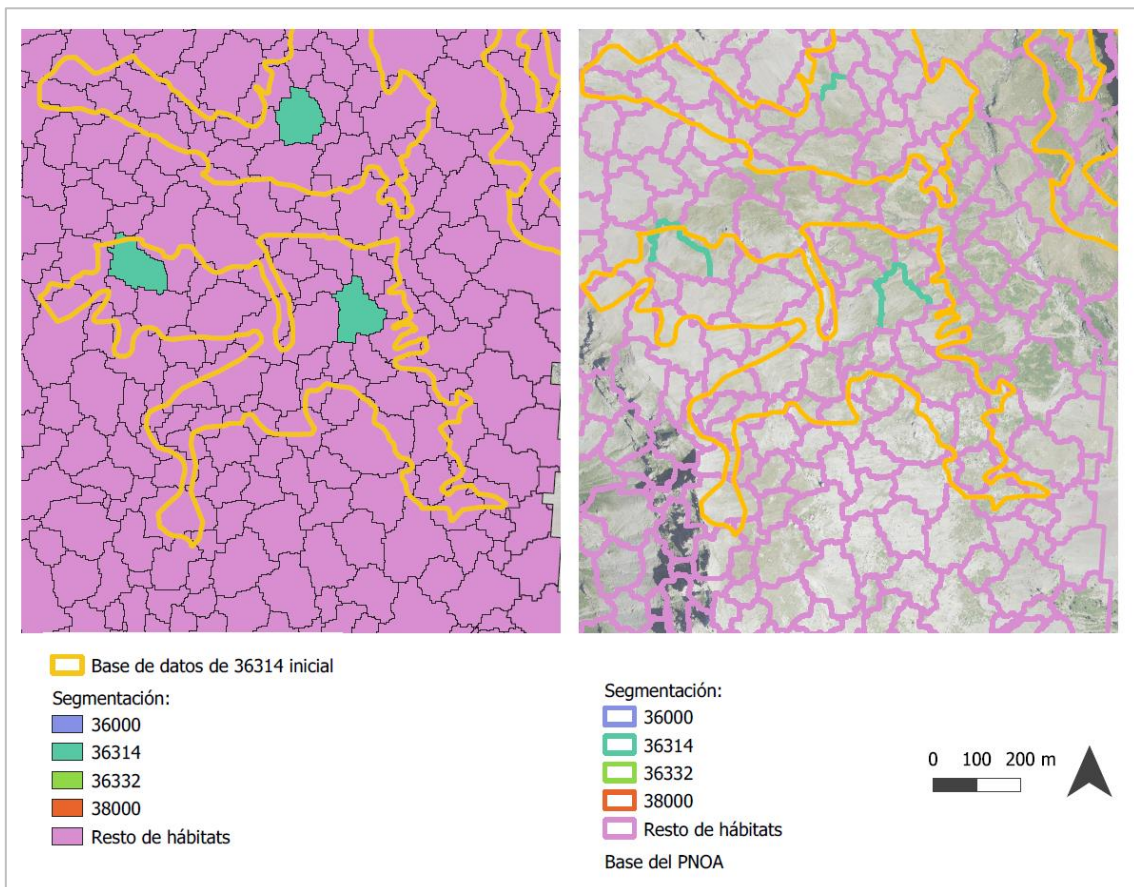 Base de datos de 36314 inicial
Segmentación:
36000
36314
36332
38000
Resto de hábitats
Segmentación:
36000
36314
36332
38000
Resto de hábitats
Base del PNOA
0 100 200 m